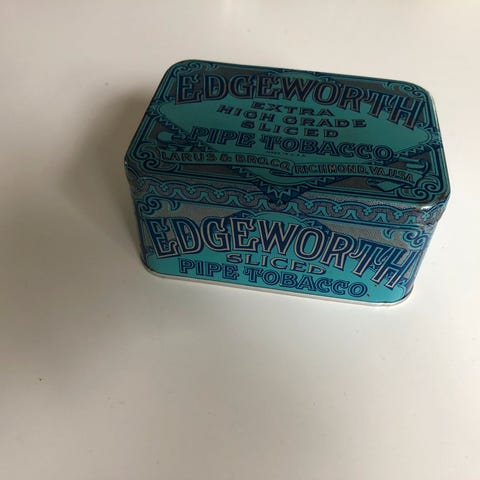 EDGEWORTH
EXTRA
HIGH GRADE
SLICED
PIPE TOBACCO
LARUS & BRO. CO. RICHMOND, VA. U.S.A.
EDGEWORTH
SLICED
PIPE TOBACCO